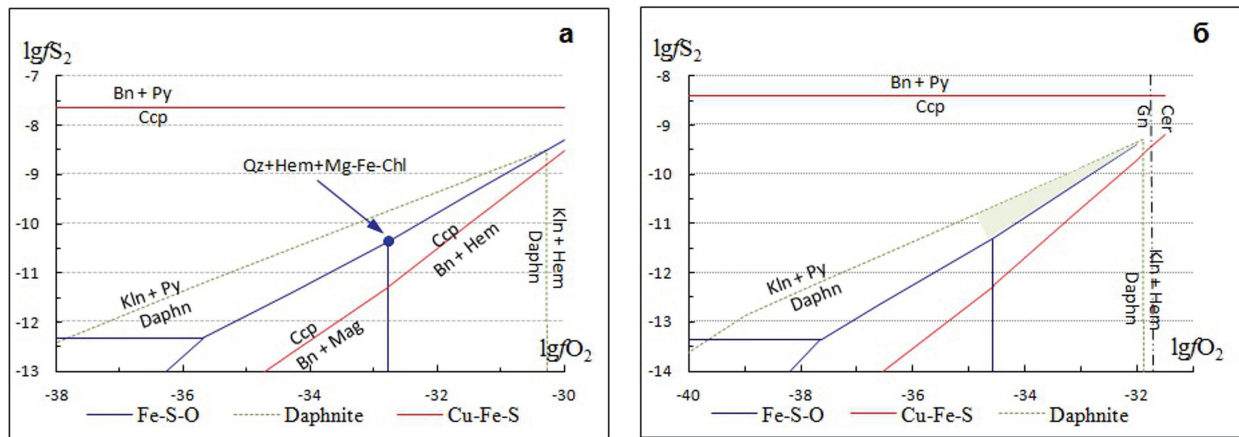 а
lgfS₂
-7
-8
-9
-10
-11
-12
-13
Bn + Py
Ccp
Qz+Hem+Mg-Fe-Chl
Kln + Py
Daphn
Ccp
Bn + Hem
Ccp
Bn + Mag
Kln + Hem
Daphn
lgfO₂
-38 -36 -34 -32 -30
Fe-S-O Daphnite Cu-Fe-S
б
lgfS₂
-8
-9
-10
-11
-12
-13
-14
Bn + Py
Ccp
Gn
Cer
Kln + Py
Daphn
Daphn
Kln + Hem
lgfO₂
-40 -38 -36 -34 -32
Fe-S-O Daphnite Cu-Fe-S